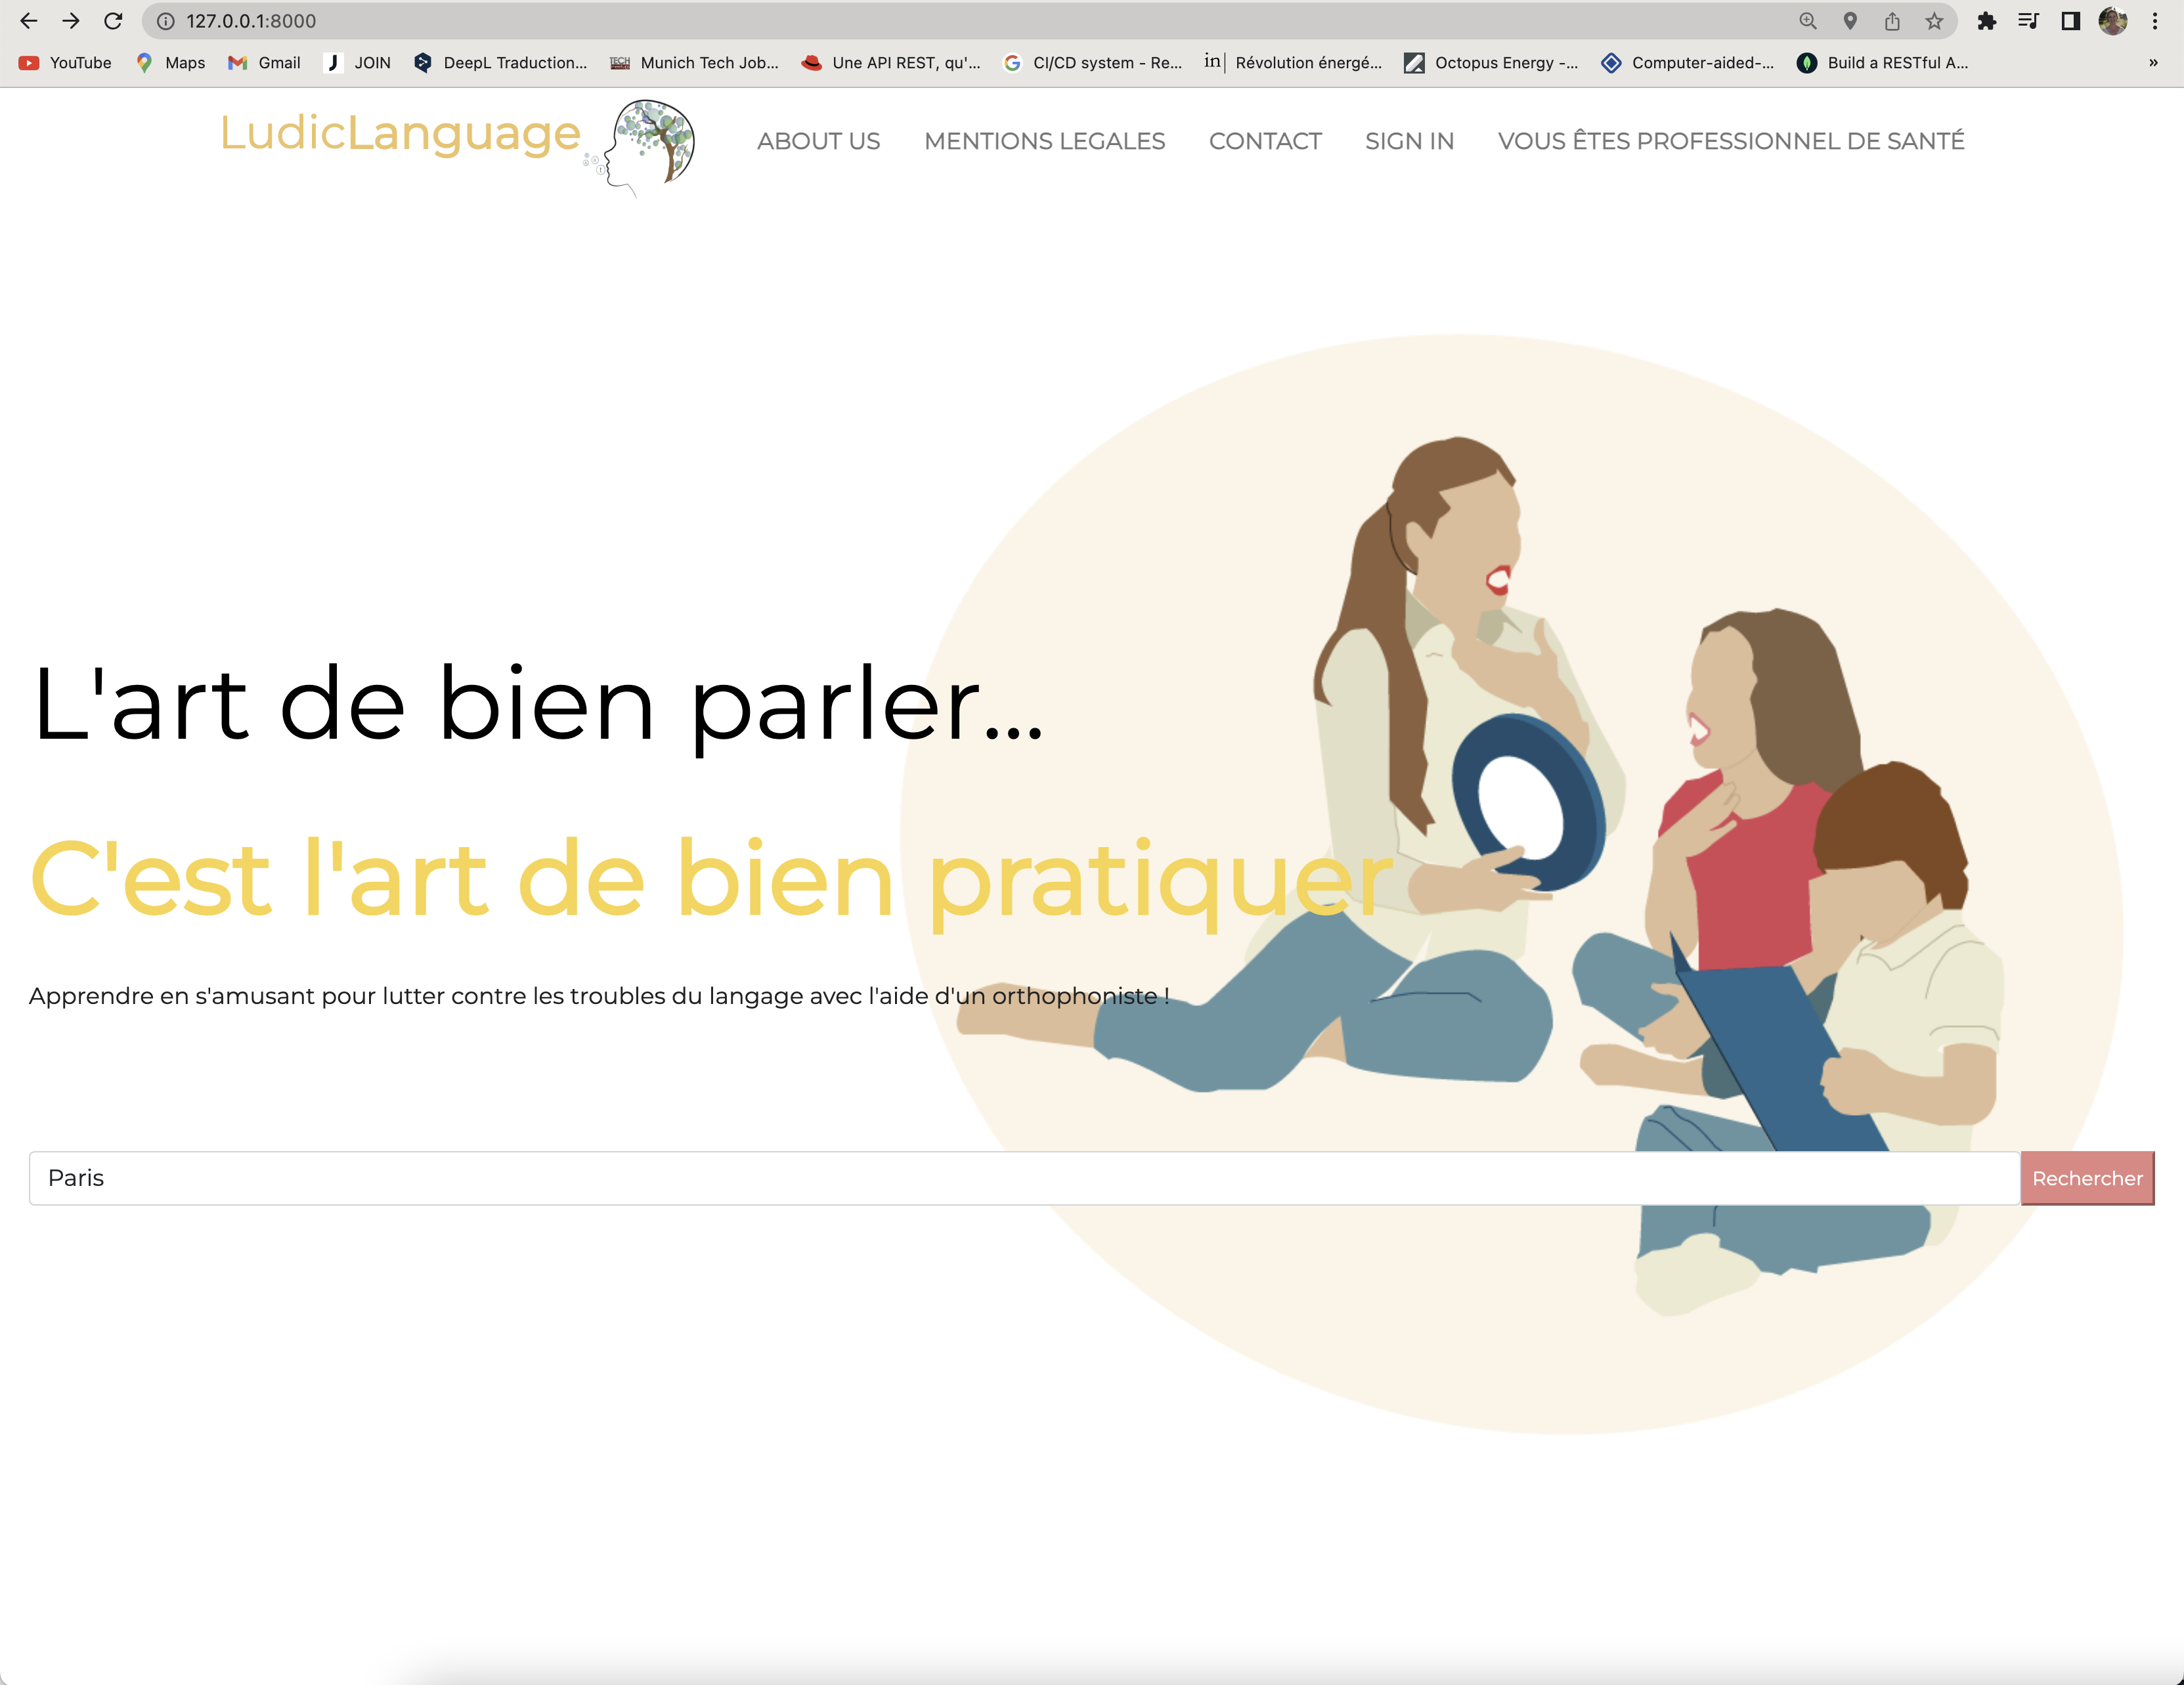 127.0.0.1:8000
YouTube Maps Gmail JOIN DeepL Traduction... Munich Tech Job... Une API REST, qu'... CI/CD system - Re... in Révolution énergé... Octopus Energy -... Computer-aided-... Build a RESTful A... »
LudicLanguage ABOUT US MENTIONS LEGALES CONTACT SIGN IN VOUS ÊTES PROFESSIONNEL DE SANTÉ
L'art de bien parler...
C'est l'art de bien pratiquer
Apprendre en s'amusant pour lutter contre les troubles du langage avec l'aide d'un orthophoniste !
Paris Rechercher